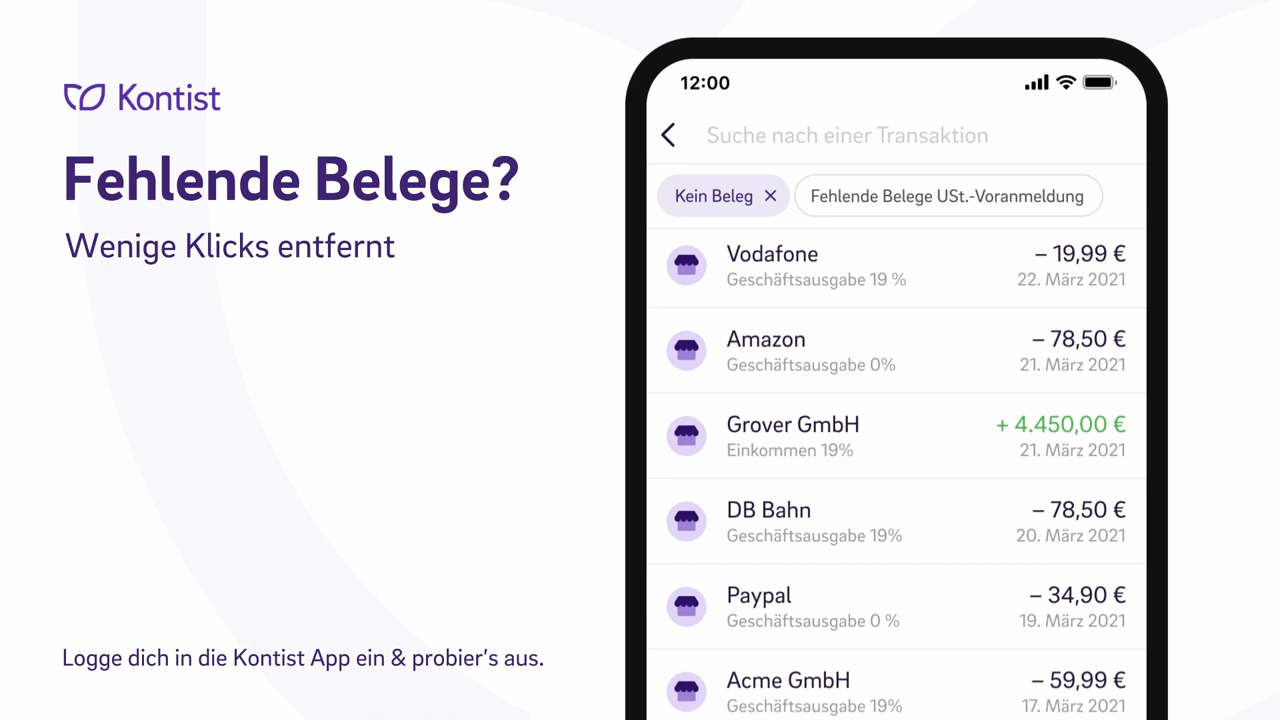 Kontist
Fehlende Belege?
Wenige Klicks entfernt
Logge dich in die Kontist App ein & probier's aus.
12:00
Suche nach einer Transaktion
Kein Beleg ✕ Fehlende Belege USt.-Voranmeldung
Vodafone – 19,99 €
Geschäftsausgabe 19 % 22. März 2021
Amazon – 78,50 €
Geschäftsausgabe 0% 21. März 2021
Grover GmbH + 4.450,00 €
Einkommen 19% 21. März 2021
DB Bahn – 78,50 €
Geschäftsausgabe 19% 20. März 2021
Paypal – 34,90 €
Geschäftsausgabe 0 % 19. März 2021
Acme GmbH – 59,99 €
Geschäftsausgabe 19% 17. März 2021